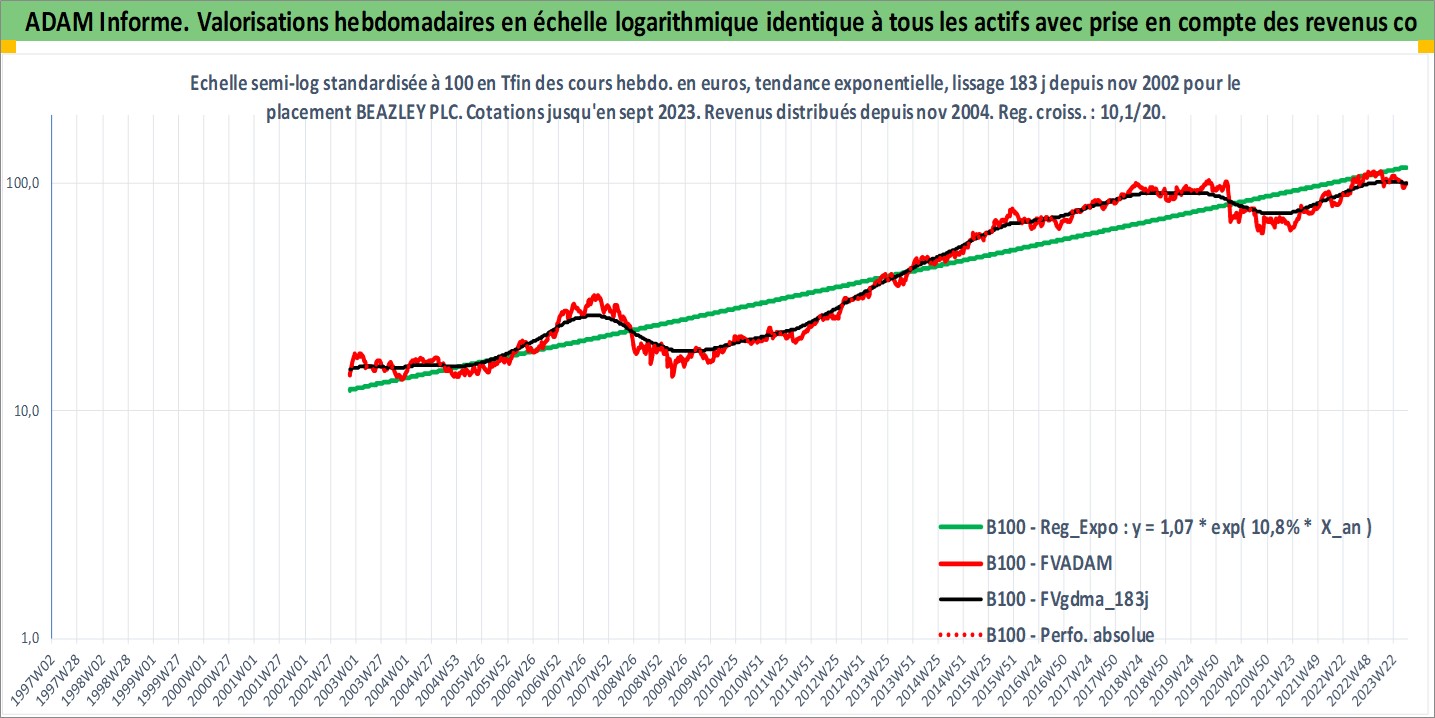 ADAM Informe. Valorisations hebdomadaires en échelle logarithmique identique à tous les actifs avec prise en compte des revenus co
Echelle semi-log standardisée à 100 en Tfin des cours hebdo. en euros, tendance exponentielle, lissage 183 j depuis nov 2002 pour le
placement BEAZLEY PLC. Cotations jusqu'en sept 2023. Revenus distribués depuis nov 2004. Reg. croiss. : 10,1/20.
100,0
10,0
1,0
B100 - Reg_Expo : y = 1,07 * exp( 10,8% * X_an )
B100 - FVADAM
B100 - FVgdma_183j
B100 - Perfo. absolue
1997W02
1997W28
1998W02
1998W28
1999W01
1999W27
2000W01
2000W27
2001W01
2001W27
2002W01
2002W27
2003W01
2003W27
2004W01
2004W27
2004W53
2005W26
2005W52
2006W26
2006W52
2007W26
2007W52
2008W26
2008W52
2009W26
2009W52
2010W25
2010W51
2011W25
2011W51
2012W25
2012W51
2013W25
2013W51
2014W25
2014W51
2015W25
2015W51
2016W24
2016W50
2017W24
2017W50
2018W24
2018W50
2019W24
2019W50
2020W24
2020W50
2021W23
2021W49
2022W22
2022W48
2023W22